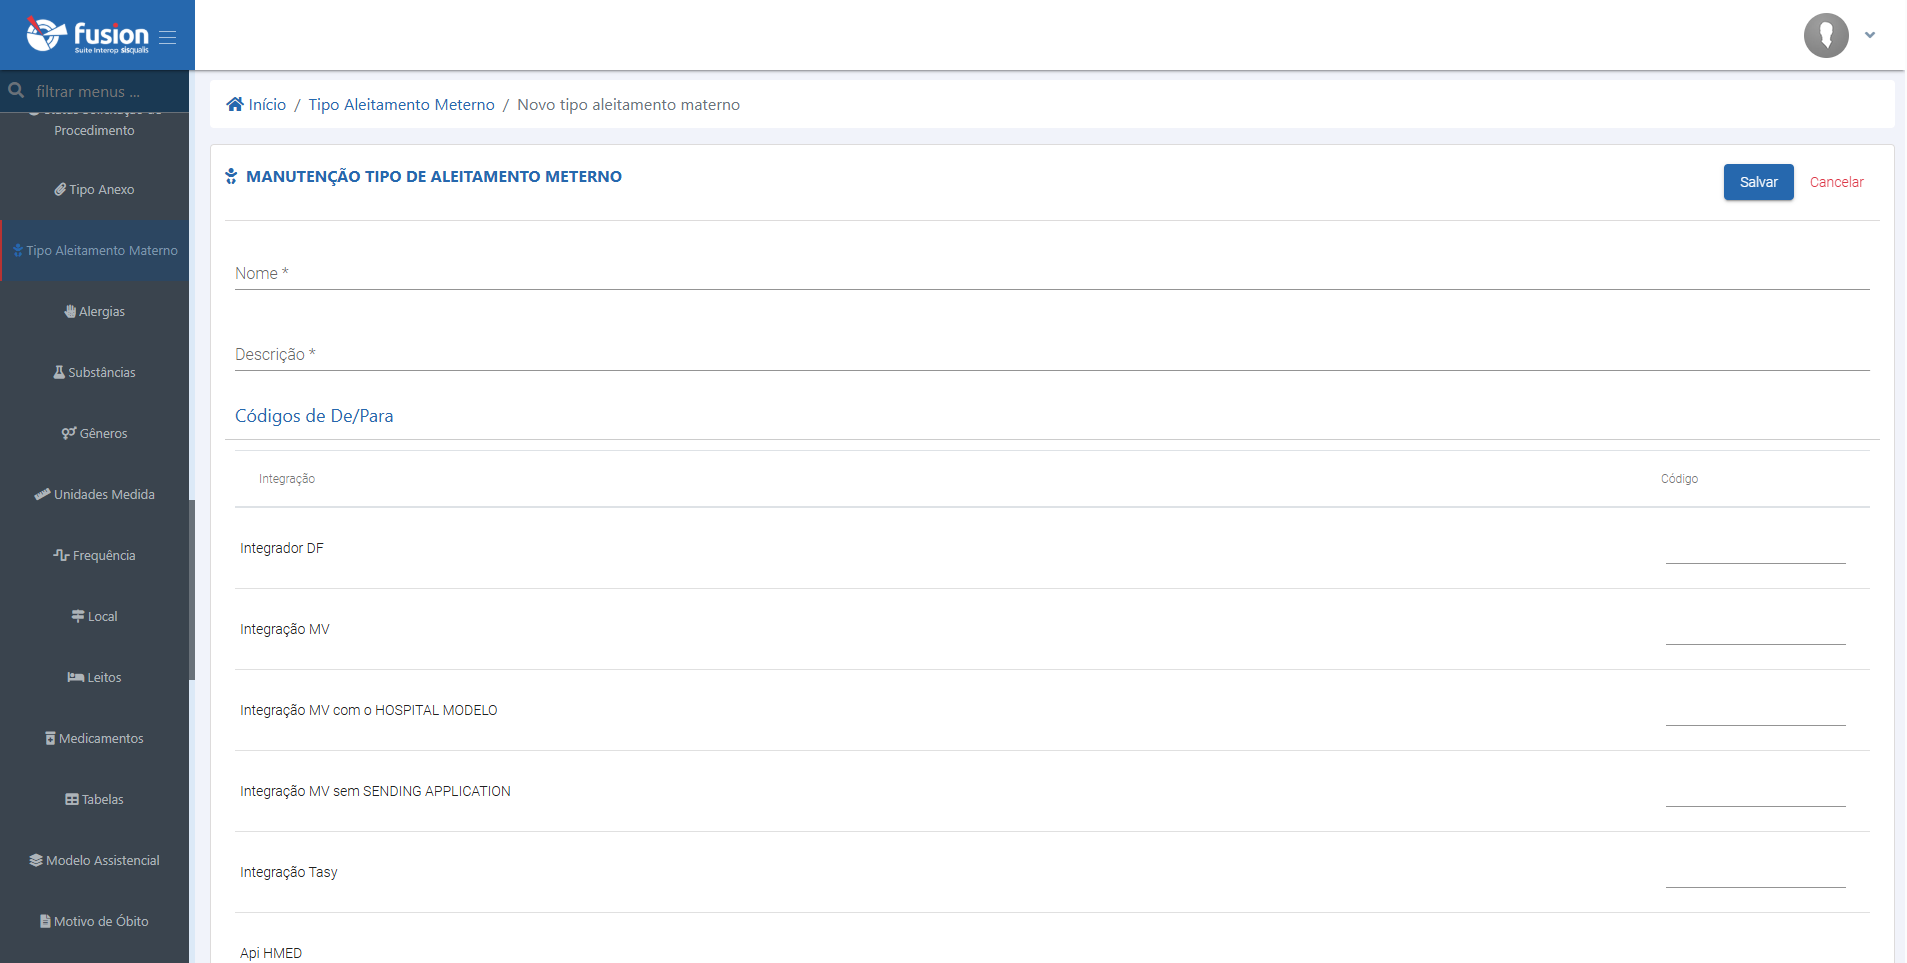 fusion
Suite Interop sisqualis
filtrar menus ...
Procedimento
Tipo Anexo
Tipo Aleitamento Materno
Alergias
Substâncias
Gêneros
Unidades Medida
Frequência
Local
Leitos
Medicamentos
Tabelas
Modelo Assistencial
Motivo de Óbito
Início / Tipo Aleitamento Meterno / Novo tipo aleitamento materno
MANUTENÇÃO TIPO DE ALEITAMENTO METERNO
Salvar Cancelar
Nome *
Descrição *
Códigos de De/Para
Integração Código
Integrador DF
Integração MV
Integração MV com o HOSPITAL MODELO
Integração MV sem SENDING APPLICATION
Integração Tasy
Api HMED